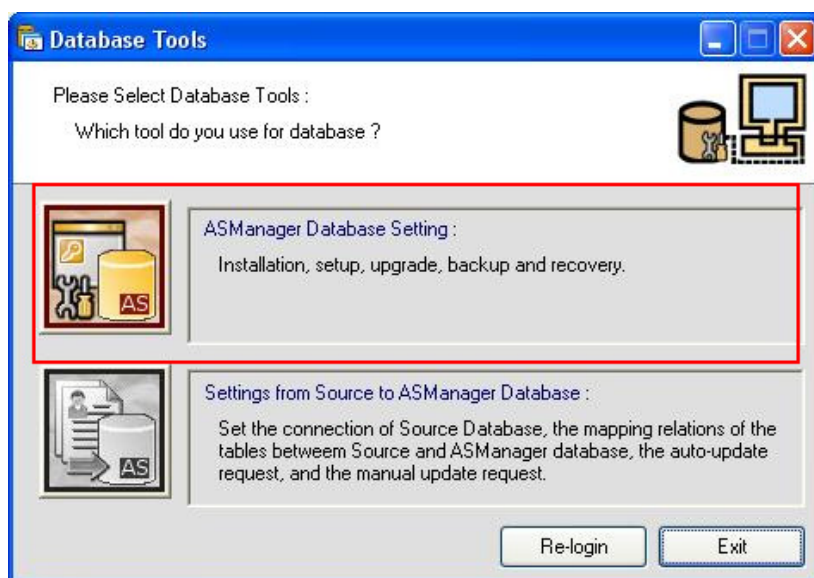 Database Tools
Please Select Database Tools :
Which tool do you use for database ?
ASManager Database Setting :
Installation, setup, upgrade, backup and recovery.
AS
Settings from Source to ASManager Database :
Set the connection of Source Database, the mapping relations of the
tables betweem Source and ASManager database, the auto-update
request, and the manual update request.
AS
Re-login
Exit